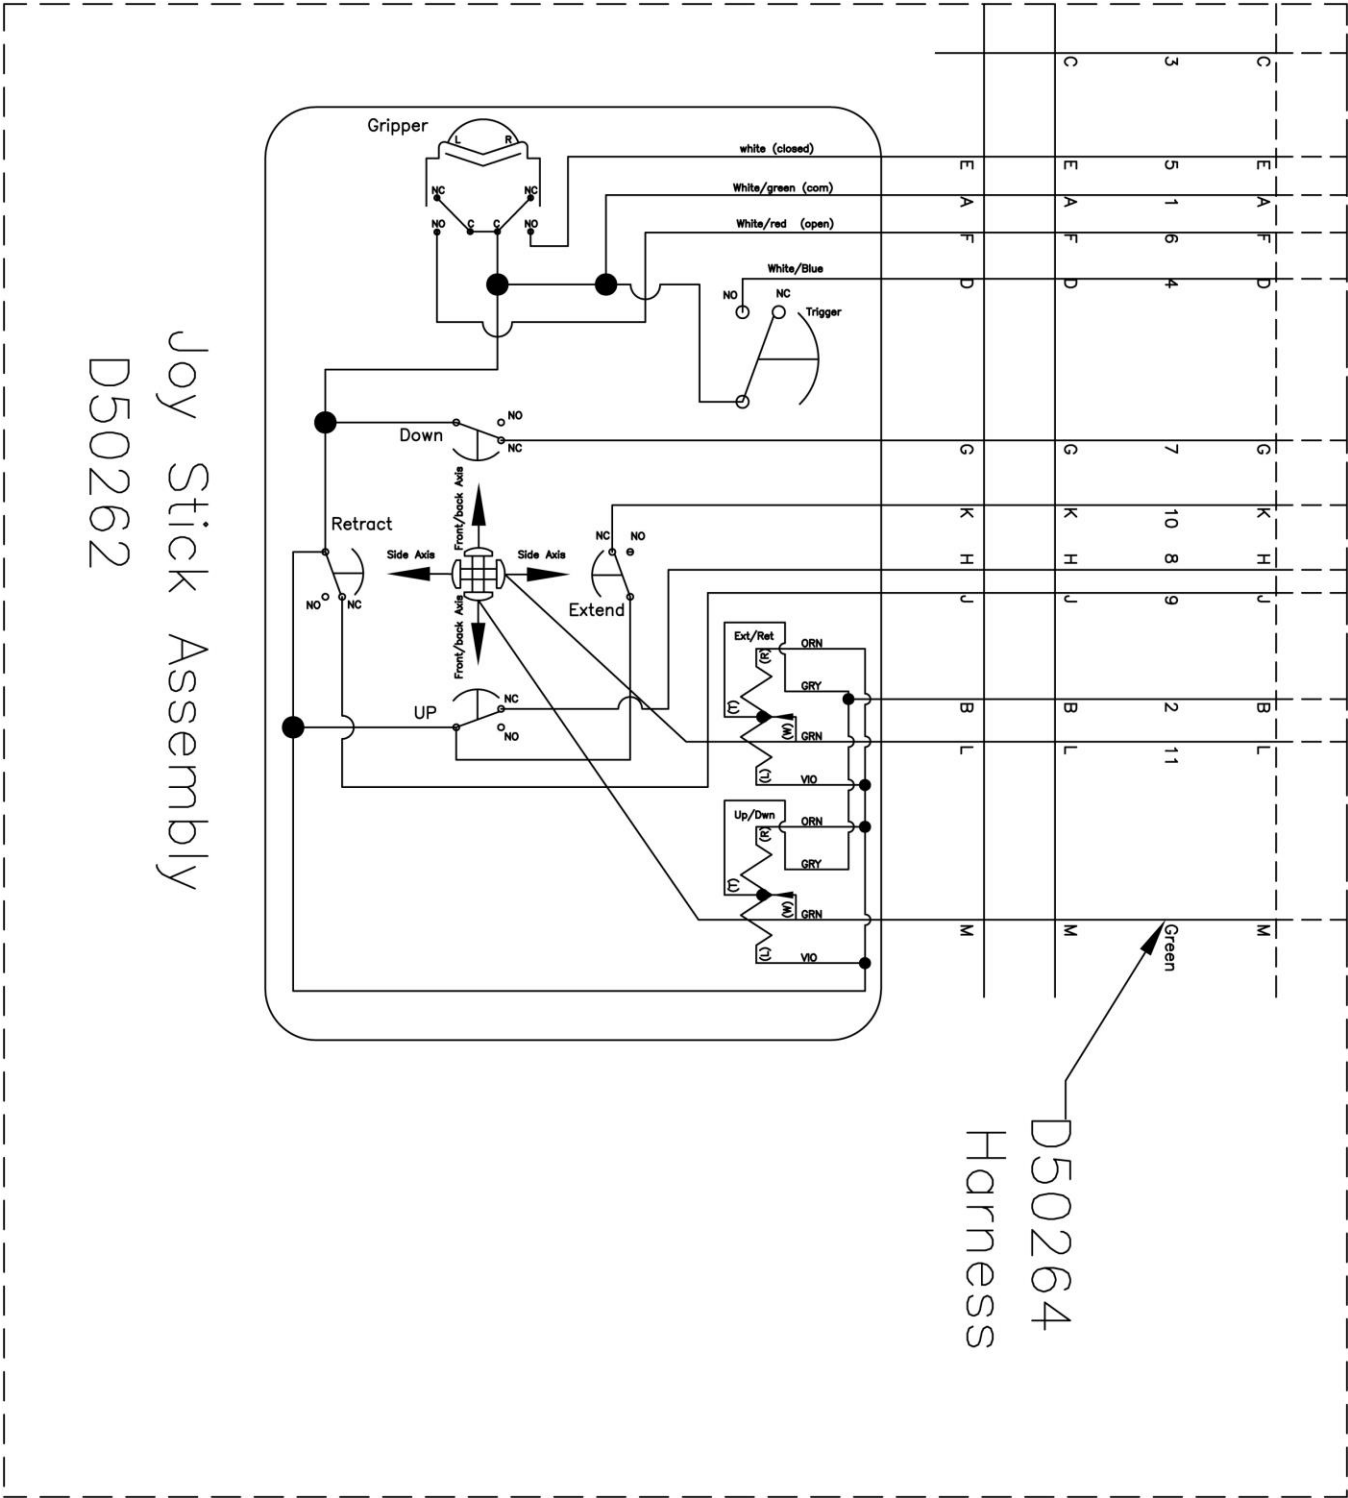 C 3 C
Gripper
L R
white (closed)
E E 5 E
White/green (com)
A A 1 A
NC NC
White/red (open)
F F 6 F
NO C C NO
White/Blue
D D 4 D
NO NC
Trigger
NO
Down
NC
G G 7 G
Front/back Axis
K K 10 K
Retract
NC NO
Side Axis Side Axis
H H 8 H
NO NC
Extend
J J 9 J
Front/back Axis
Ext/Ret
ORN
(R)
GRY
NC
UP
NO
(C)
(W)
GRN
B B 2 B
L L 11 L
(L)
VIO
Up/Dwn
ORN
(R)
GRY
(C)
(W)
GRN
M M Green M
(L)
VIO
Joy Stick Assembly
D50262
D50264
Harness